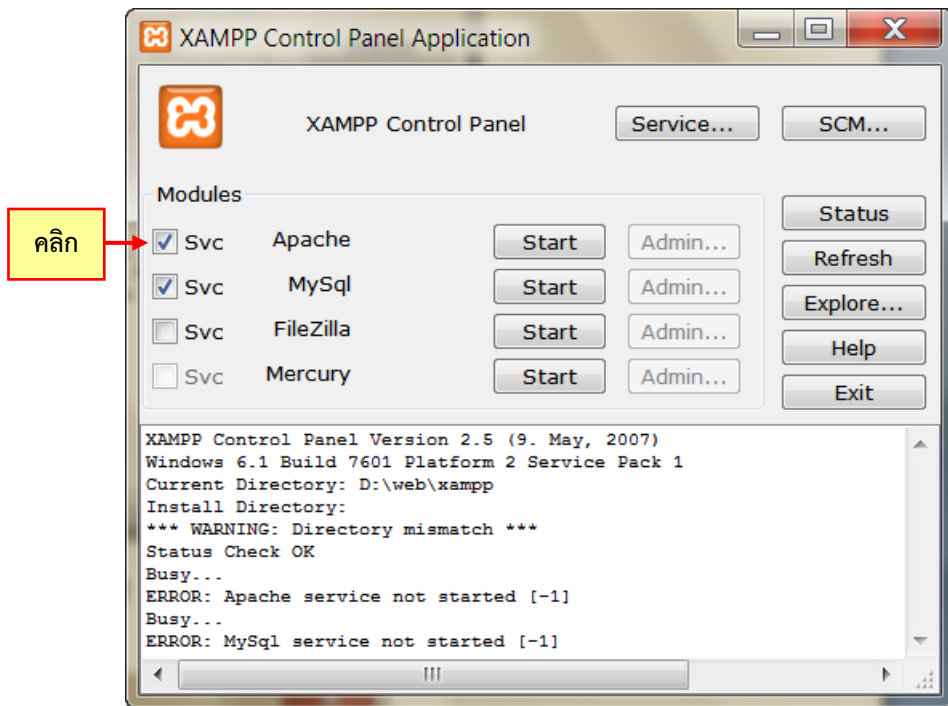 XAMPP Control Panel Application
XAMPP Control Panel
Service...
SCM...
Modules
คลิก
Svc Apache Start Admin...
Svc MySql Start Admin...
Svc FileZilla Start Admin...
Svc Mercury Start Admin...
Status
Refresh
Explore...
Help
Exit
XAMPP Control Panel Version 2.5 (9. May, 2007)
Windows 6.1 Build 7601 Platform 2 Service Pack 1
Current Directory: D:\web\xampp
Install Directory:
*** WARNING: Directory mismatch ***
Status Check OK
Busy...
ERROR: Apache service not started [-1]
Busy...
ERROR: MySql service not started [-1]